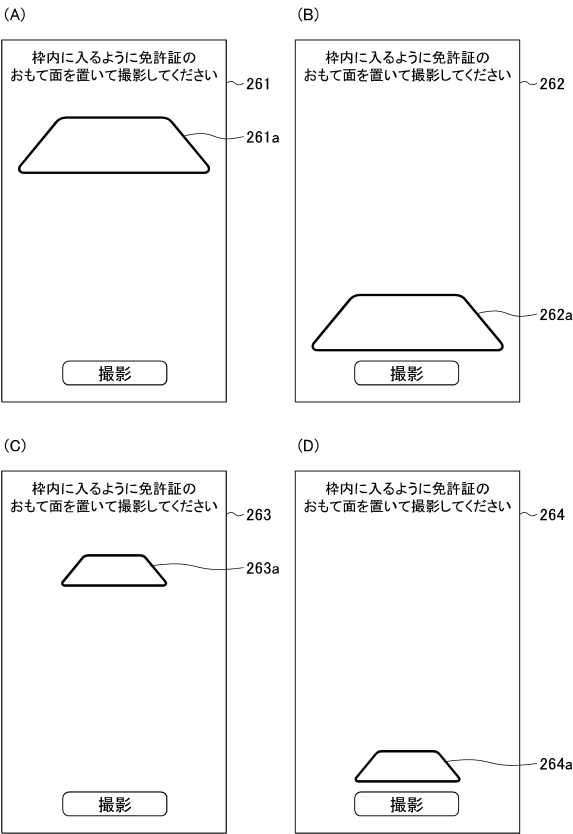 (A)
枠内に入るように免許証の
おもて面を置いて撮影してください
261
261a
撮影
(B)
枠内に入るように免許証の
おもて面を置いて撮影してください
262
262a
撮影
(C)
枠内に入るように免許証の
おもて面を置いて撮影してください
263
263a
撮影
(D)
枠内に入るように免許証の
おもて面を置いて撮影してください
264
264a
撮影